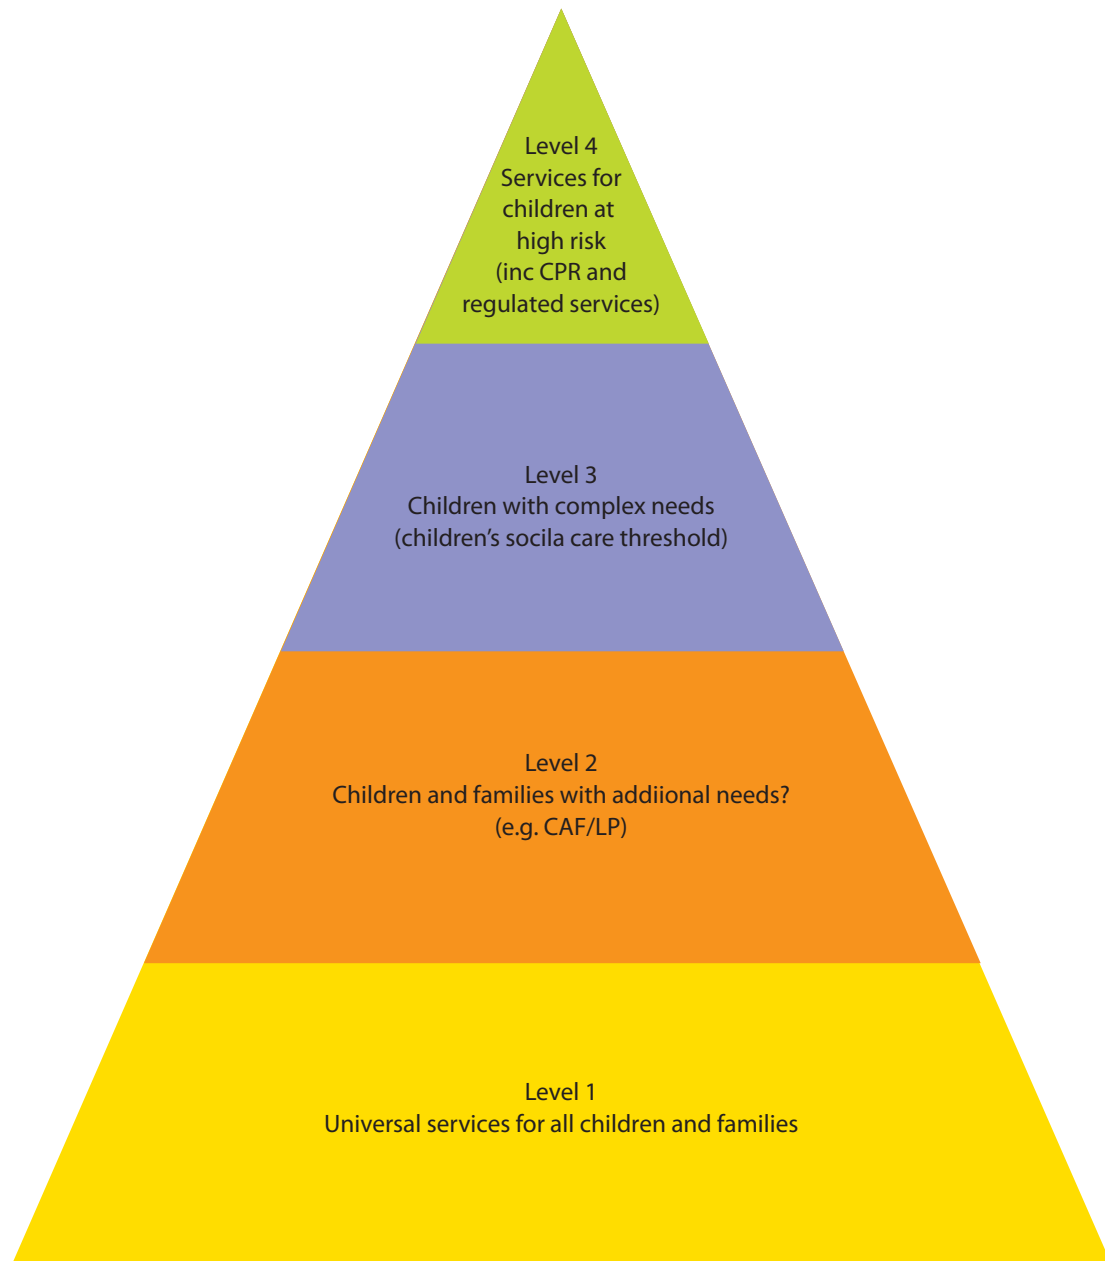 Level 4
Services for
children at
high risk
(inc CPR and
regulated services)
Level 3
Children with complex needs
(children’s socila care threshold)
Level 2
Children and families with addiional needs?
(e.g. CAF/LP)
Level 1
Universal services for all children and families